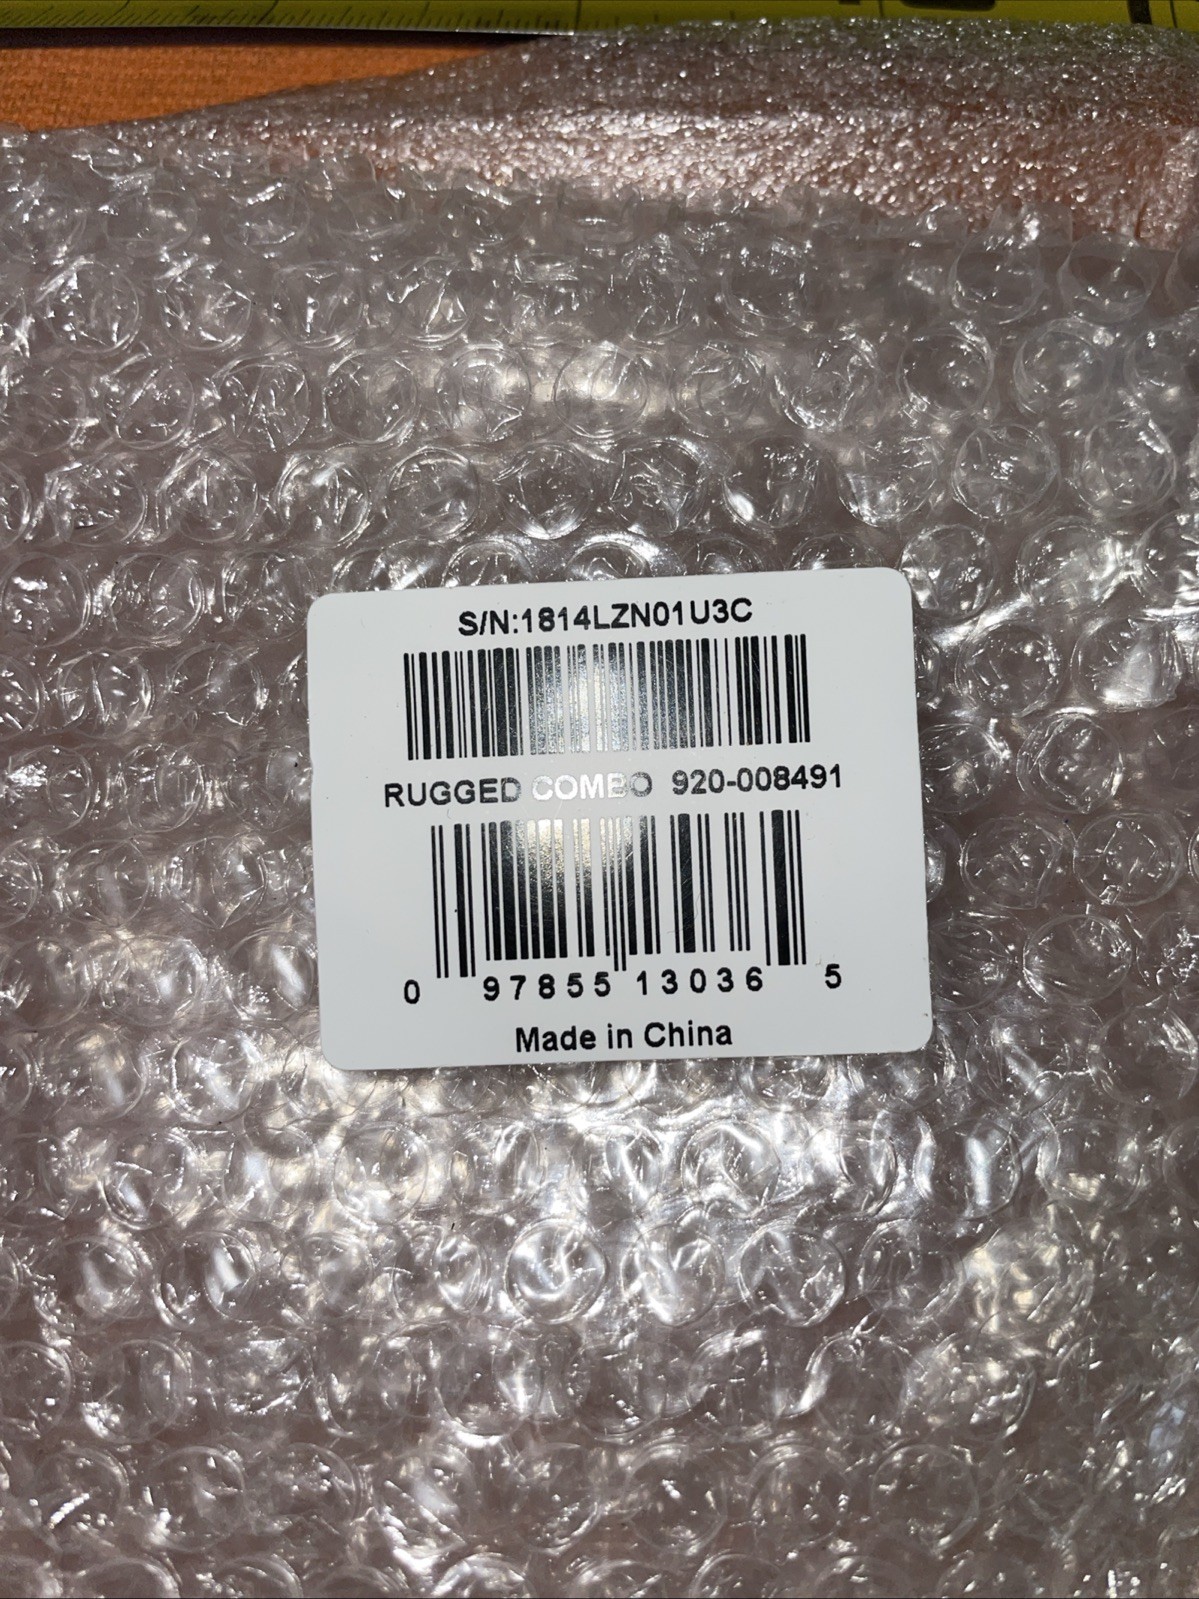 S/N:1814LZN01U3C
RUGGED COMBO 920-008491
0 97855 13036 5
Made in China